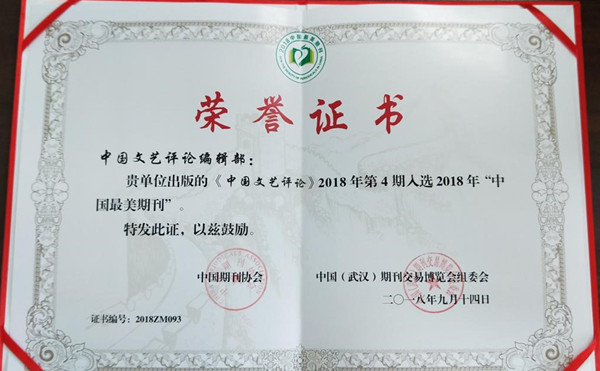 荣誉证书
中国文艺评论编辑部：
贵单位出版的《中国文艺评论》2018年第4期入选2018年“中
国最美期刊”。
特发此证，以兹鼓励。
中国期刊协会
中国（武汉）期刊交易博览会组委会
二〇一八年九月十四日
证书编号：2018ZM093